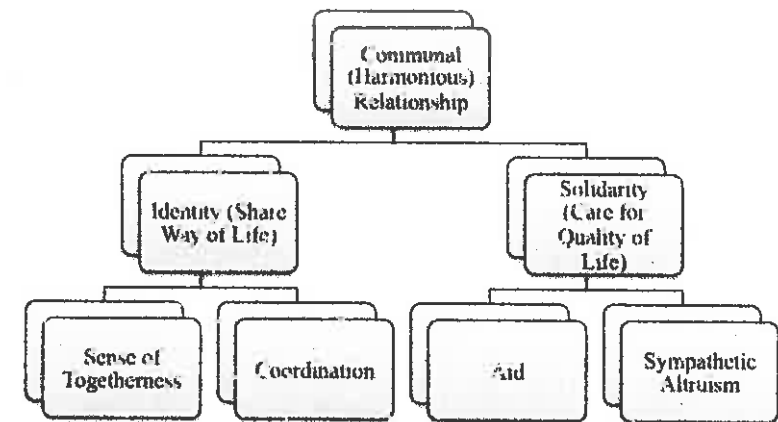 Communal
(Harmonious)
Relationship
Identity (Share
Way of Life)
Solidarity
(Care for
Quality of
Life)
Sense of
Togetherness
Coordination
Aid
Sympathetic
Altruism